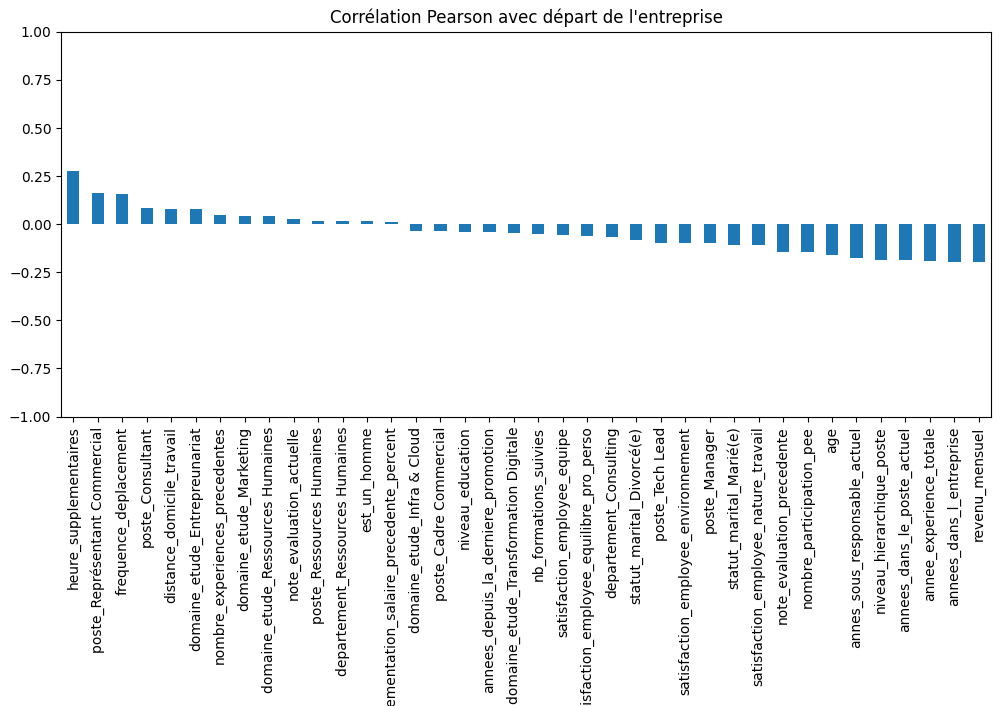 Corrélation Pearson avec départ de l'entreprise
1.00
0.75
0.50
0.25
0.00
−0.25
−0.50
−0.75
−1.00
heure_supplementaires
poste_Représentant Commercial
frequence_deplacement
poste_Consultant
distance_domicile_travail
domaine_etude_Entrepreunariat
nombre_experiences_precedentes
domaine_etude_Marketing
domaine_etude_Ressources Humaines
note_evaluation_actuelle
poste_Ressources Humaines
departement_Ressources Humaines
est_un_homme
ementation_salaire_precedente_percent
domaine_etude_Infra & Cloud
poste_Cadre Commercial
niveau_education
annees_depuis_la_derniere_promotion
domaine_etude_Transformation Digitale
nb_formations_suivies
satisfaction_employee_equipe
isfaction_employee_equilibre_pro_perso
departement_Consulting
statut_marital_Divorcé(e)
poste_Tech Lead
satisfaction_employee_environnement
poste_Manager
statut_marital_Marié(e)
satisfaction_employee_nature_travail
note_evaluation_precedente
nombre_participation_pee
age
annes_sous_responsable_actuel
niveau_hierarchique_poste
annees_dans_le_poste_actuel
annee_experience_totale
annees_dans_l_entreprise
revenu_mensuel